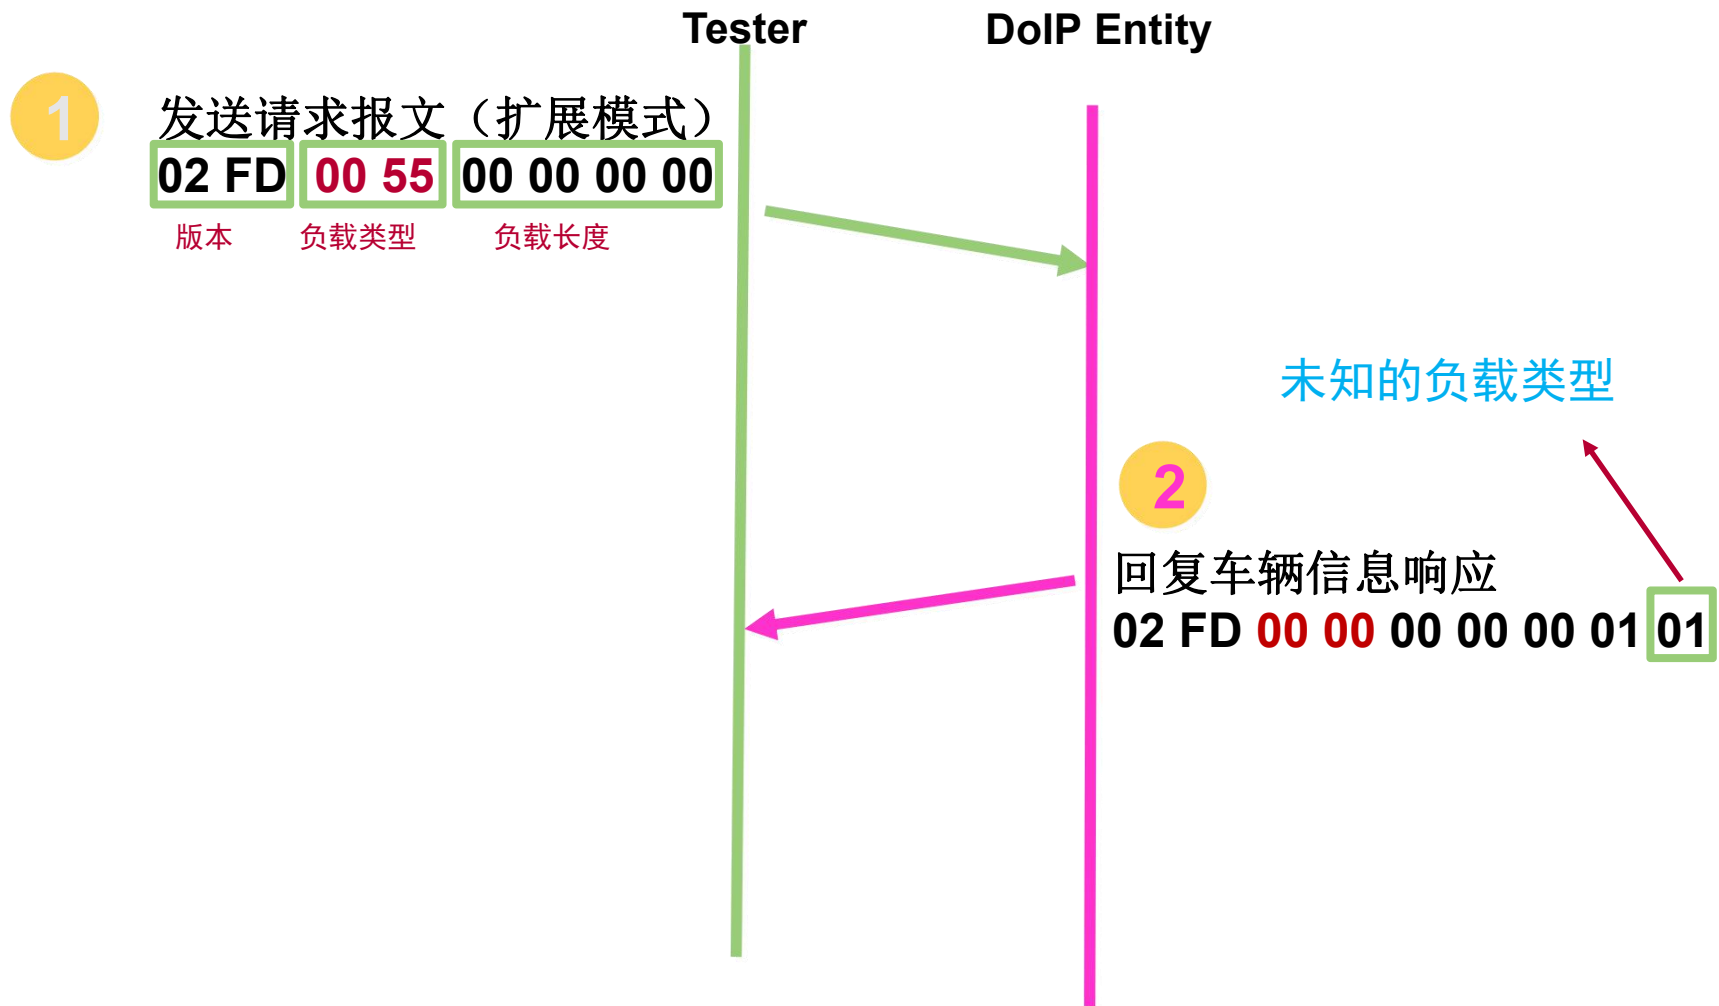 Tester
DoIP Entity
1
发送请求报文（扩展模式）
02 FD 00 55 00 00 00 00
版本 负载类型 负载长度
未知的负载类型
2
回复车辆信息响应
02 FD 00 00 00 00 00 01 01